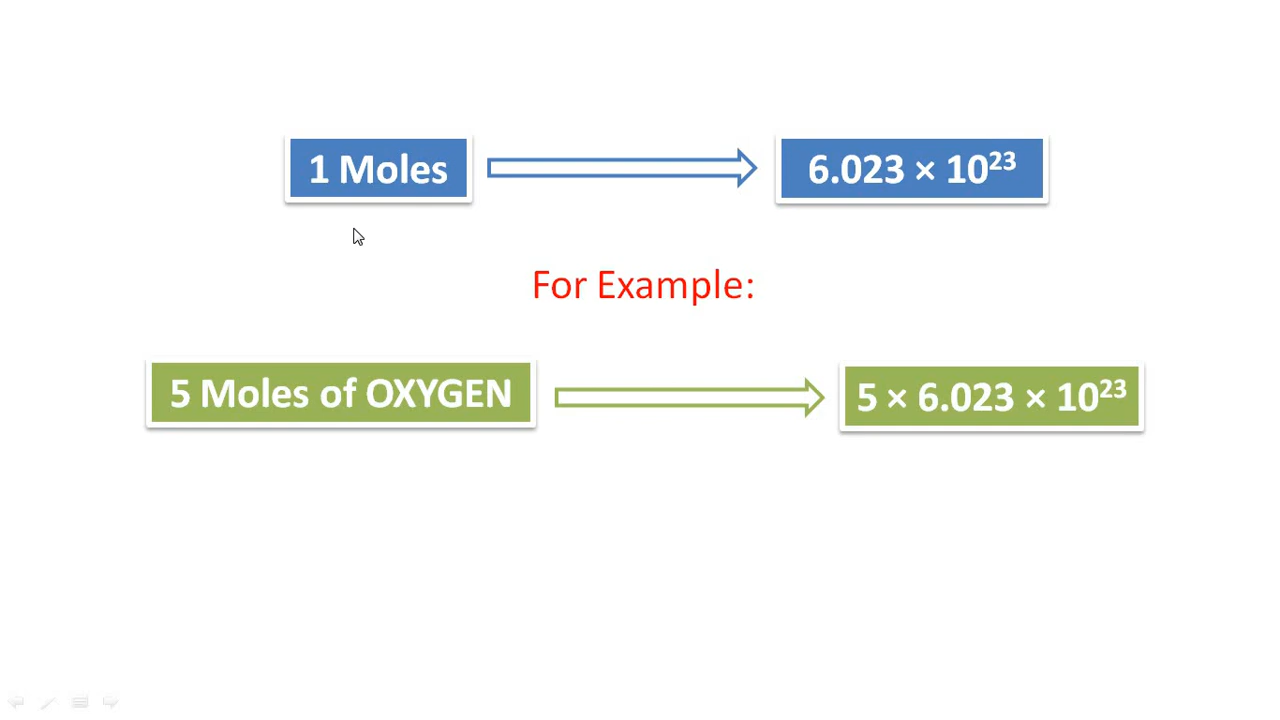 1 Moles
6.023 × 10²³
For Example:
5 Moles of OXYGEN
5 × 6.023 × 10²³